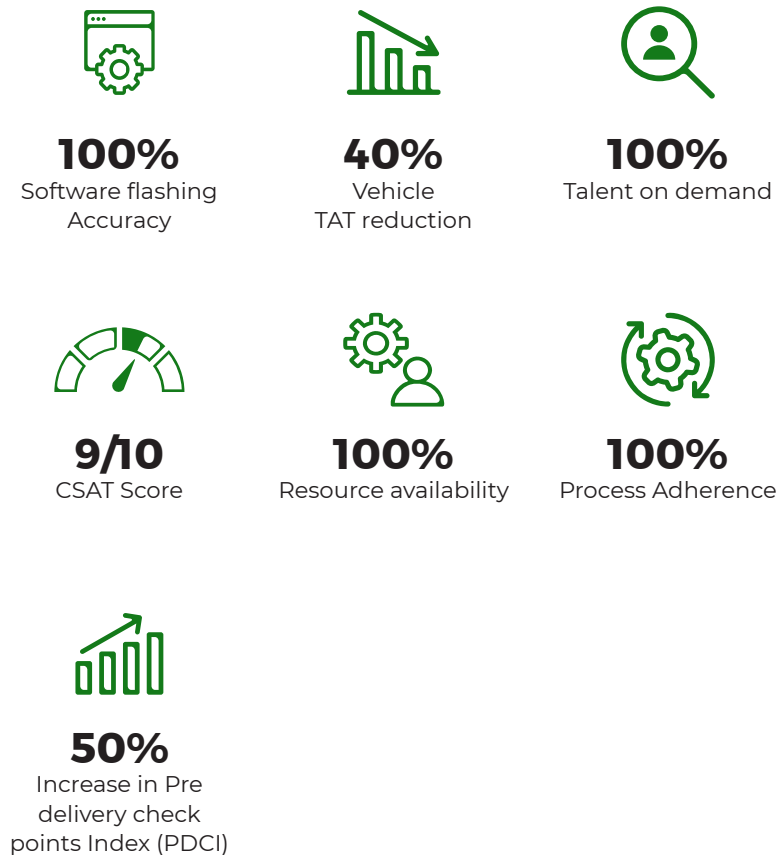 100%
Software flashing
Accuracy
40%
Vehicle
TAT reduction
100%
Talent on demand
9/10
CSAT Score
100%
Resource availability
100%
Process Adherence
50%
Increase in Pre
delivery check
points Index (PDCI)